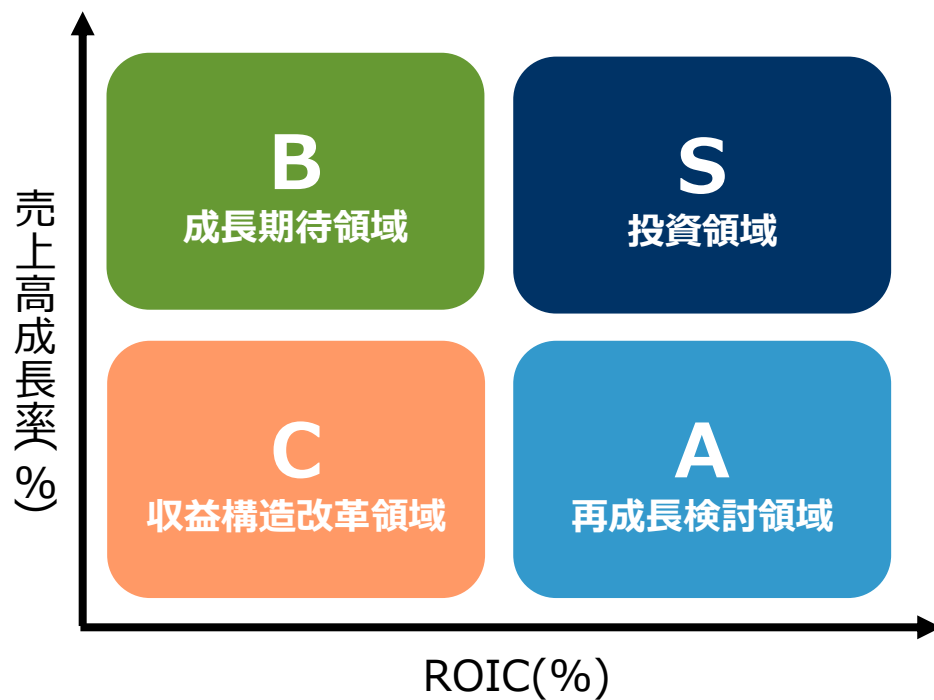 売上高成長率(%)
B
成長期待領域
S
投資領域
C
収益構造改革領域
A
再成長検討領域
ROIC(%)